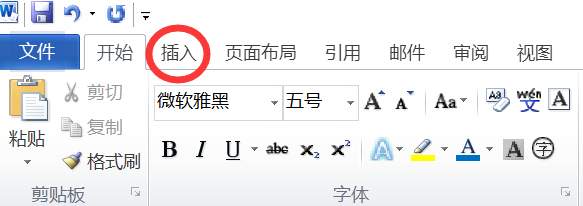 文件 开始 插入 页面布局 引用 邮件 审阅 视图
剪切
复制
粘贴
格式刷
剪贴板
微软雅黑 五号 A A Aa wén 文 A
B I U abc x₂ x² A A A 字
字体